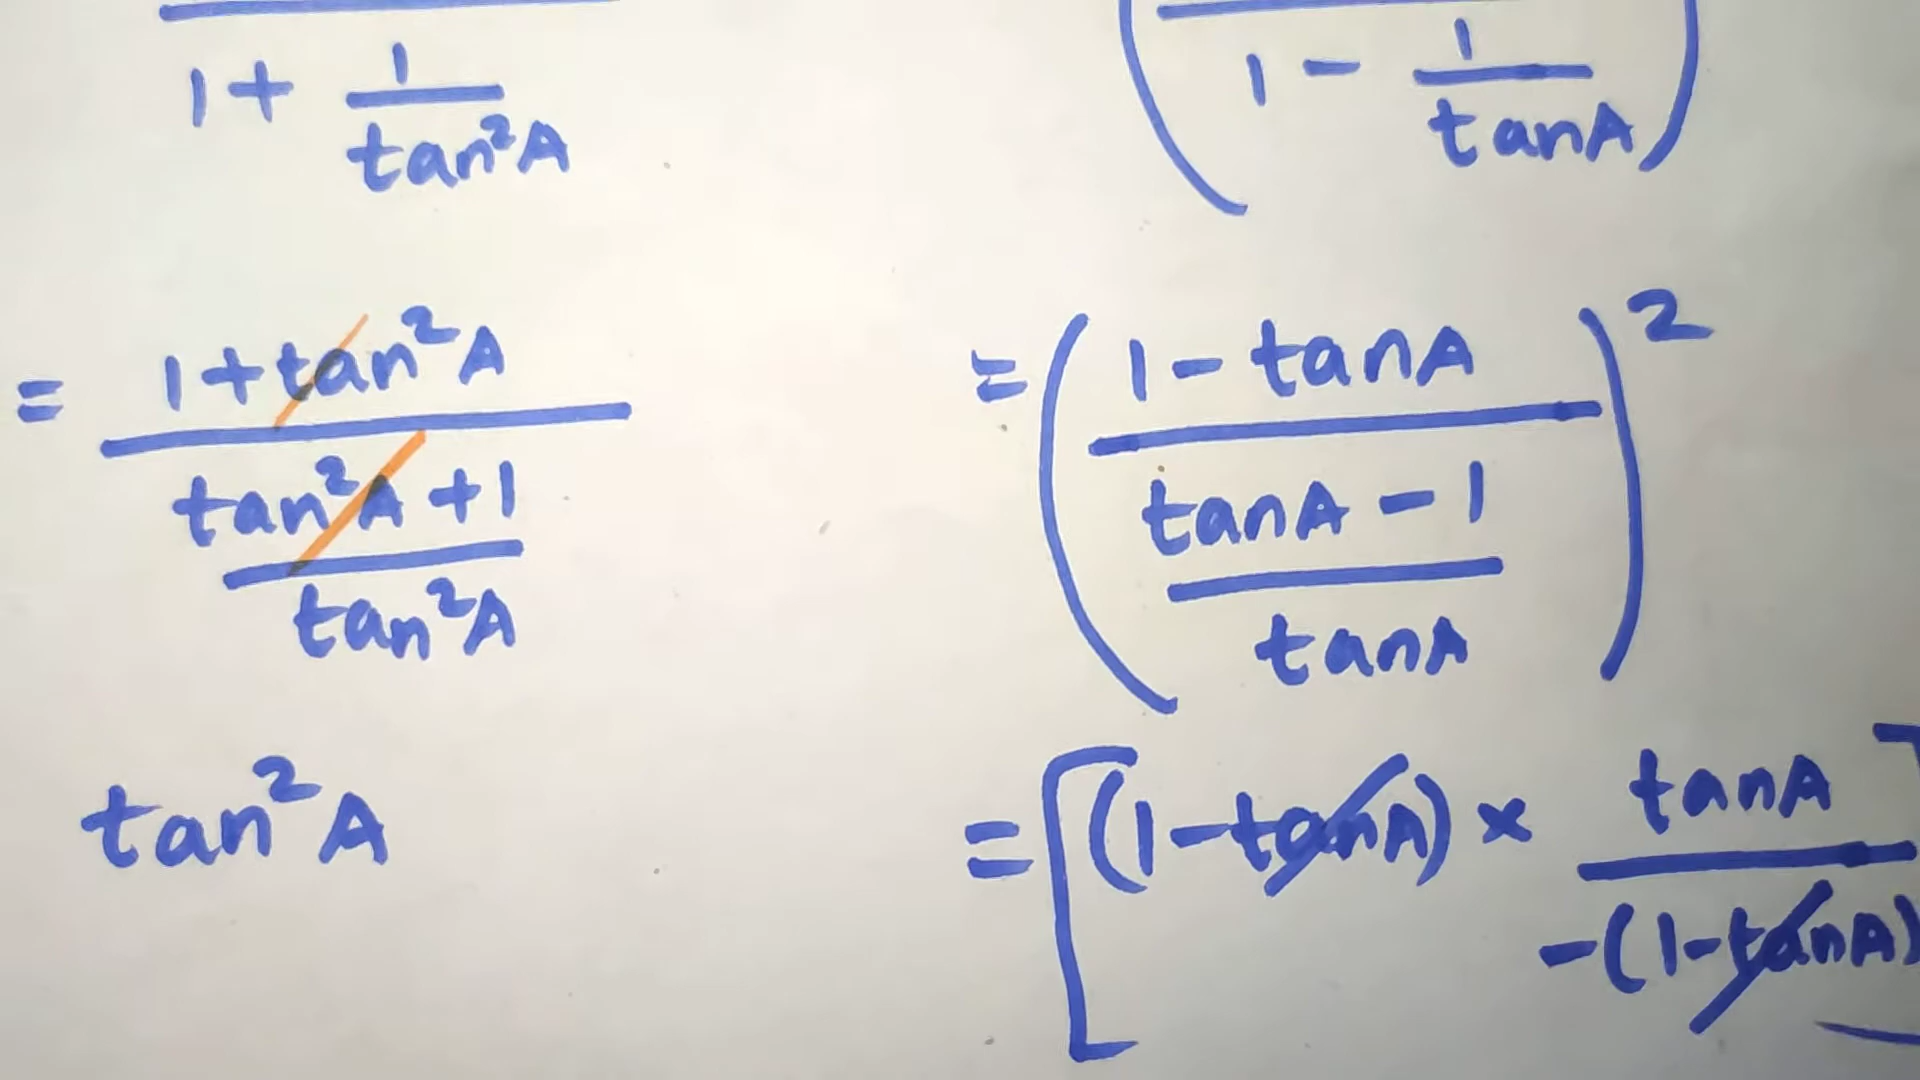 1 + 1/tan²A
= (1 + tan²A)/((tan²A + 1)/tan²A)
tan²A
(1 - 1/tanA)
= ((1 - tanA)/((tanA - 1)/tanA))²
= [(1 - tanA) × tanA/(-(1 - tanA))]